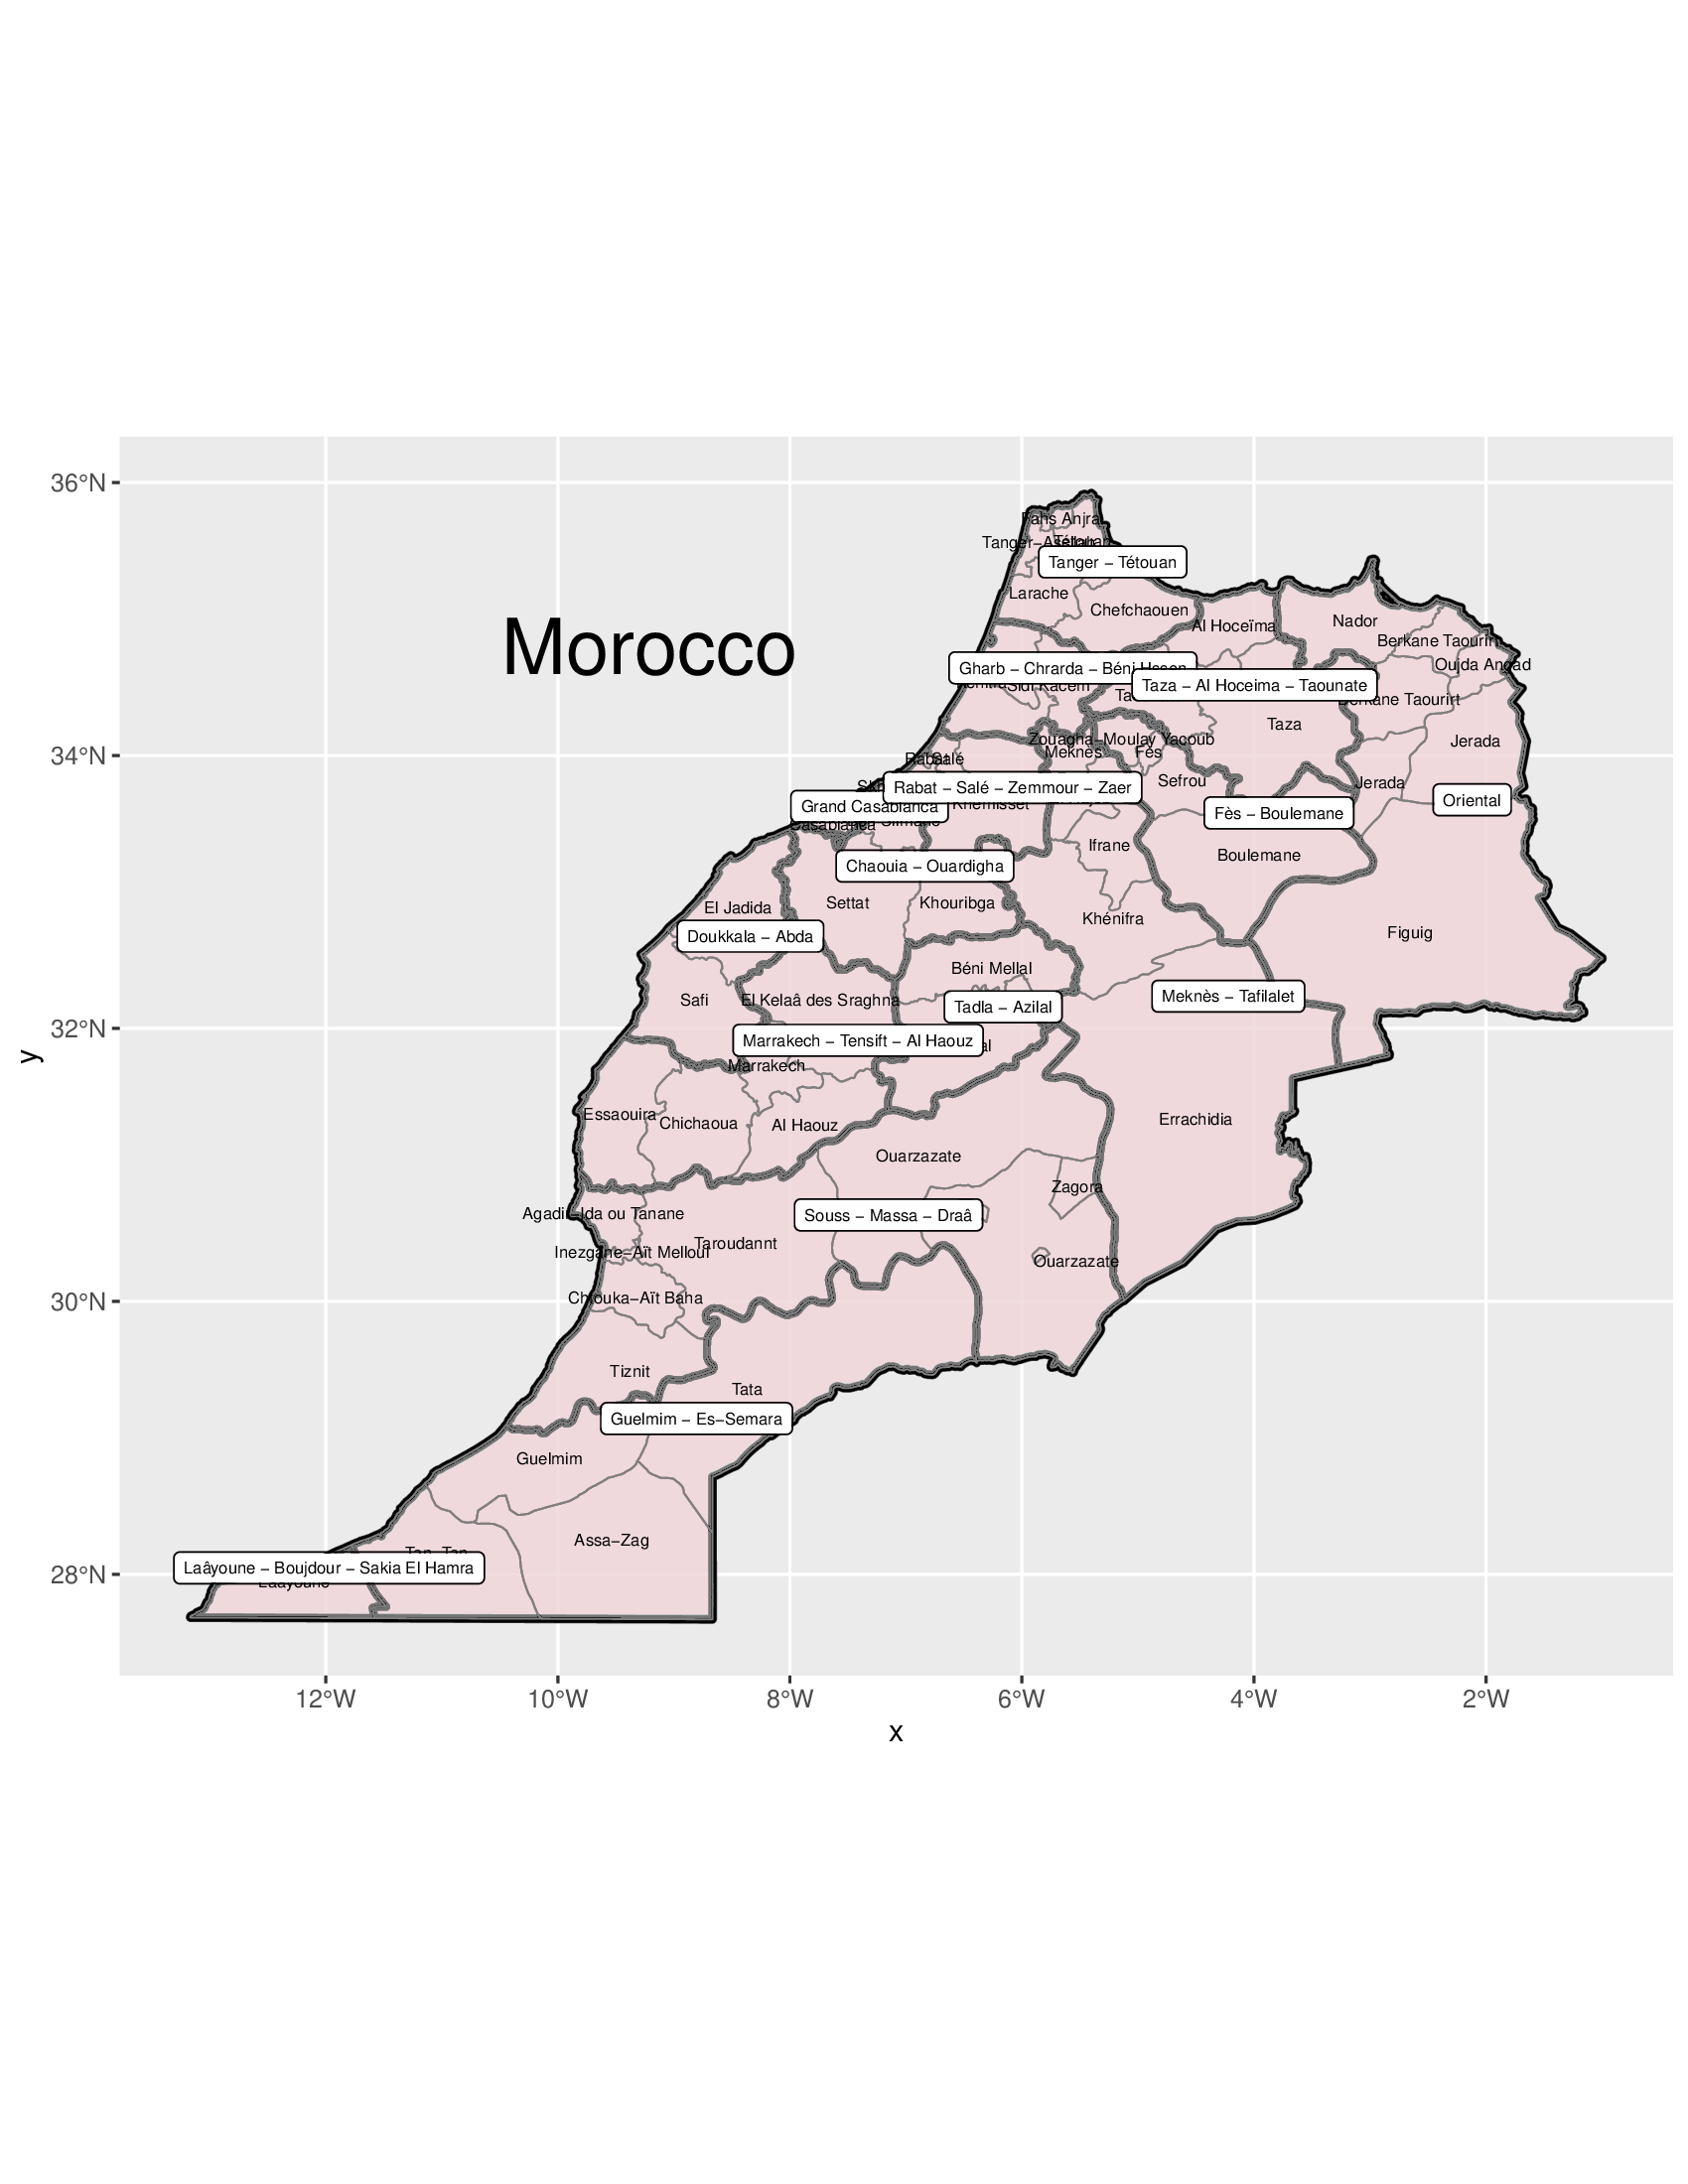 36°N
Fahs Anjra
Tanger–Assilah
Tétouan
Tanger – Tétouan
Larache
Chefchaouen
Al Hoceïma
Nador
Morocco
Berkane Taourirt
Oujda Angad
Gharb – Chrarda – Béni Hssen
Sidi Kacem
Taza – Al Hoceima – Taounate
Berkane Taourirt
Taza
34°N
Zouagha–Moulay Yacoub
Meknès
Fès
Jerada
Rabat
Salé
Sefrou
Jerada
Rabat – Salé – Zemmour – Zaer
Oriental
Grand Casablanca
Khémisset
Fès – Boulemane
Casablanca
Ifrane
Boulemane
Chaouia – Ouardigha
El Jadida
Settat
Khouribga
Khénifra
Figuig
Doukkala – Abda
Béni Mellal
Safi
El Kelaâ des Sraghna
Tadla – Azilal
Meknès – Tafilalet
32°N
Marrakech – Tensift – Al Haouz
Marrakech
Essaouira
Chichaoua
Al Haouz
Errachidia
Ouarzazate
Zagora
Agadir–Ida ou Tanane
Souss – Massa – Draâ
Inezgane–Aït Mellouf
Taroudannt
Ouarzazate
30°N
Chtouka–Aït Baha
Tiznit
Tata
Guelmim – Es–Semara
Guelmim
Assa–Zag
Tan–Tan
28°N
Laâyoune – Boujdour – Sakia El Hamra
Laâyoune
12°W 10°W 8°W 6°W 4°W 2°W
x
y